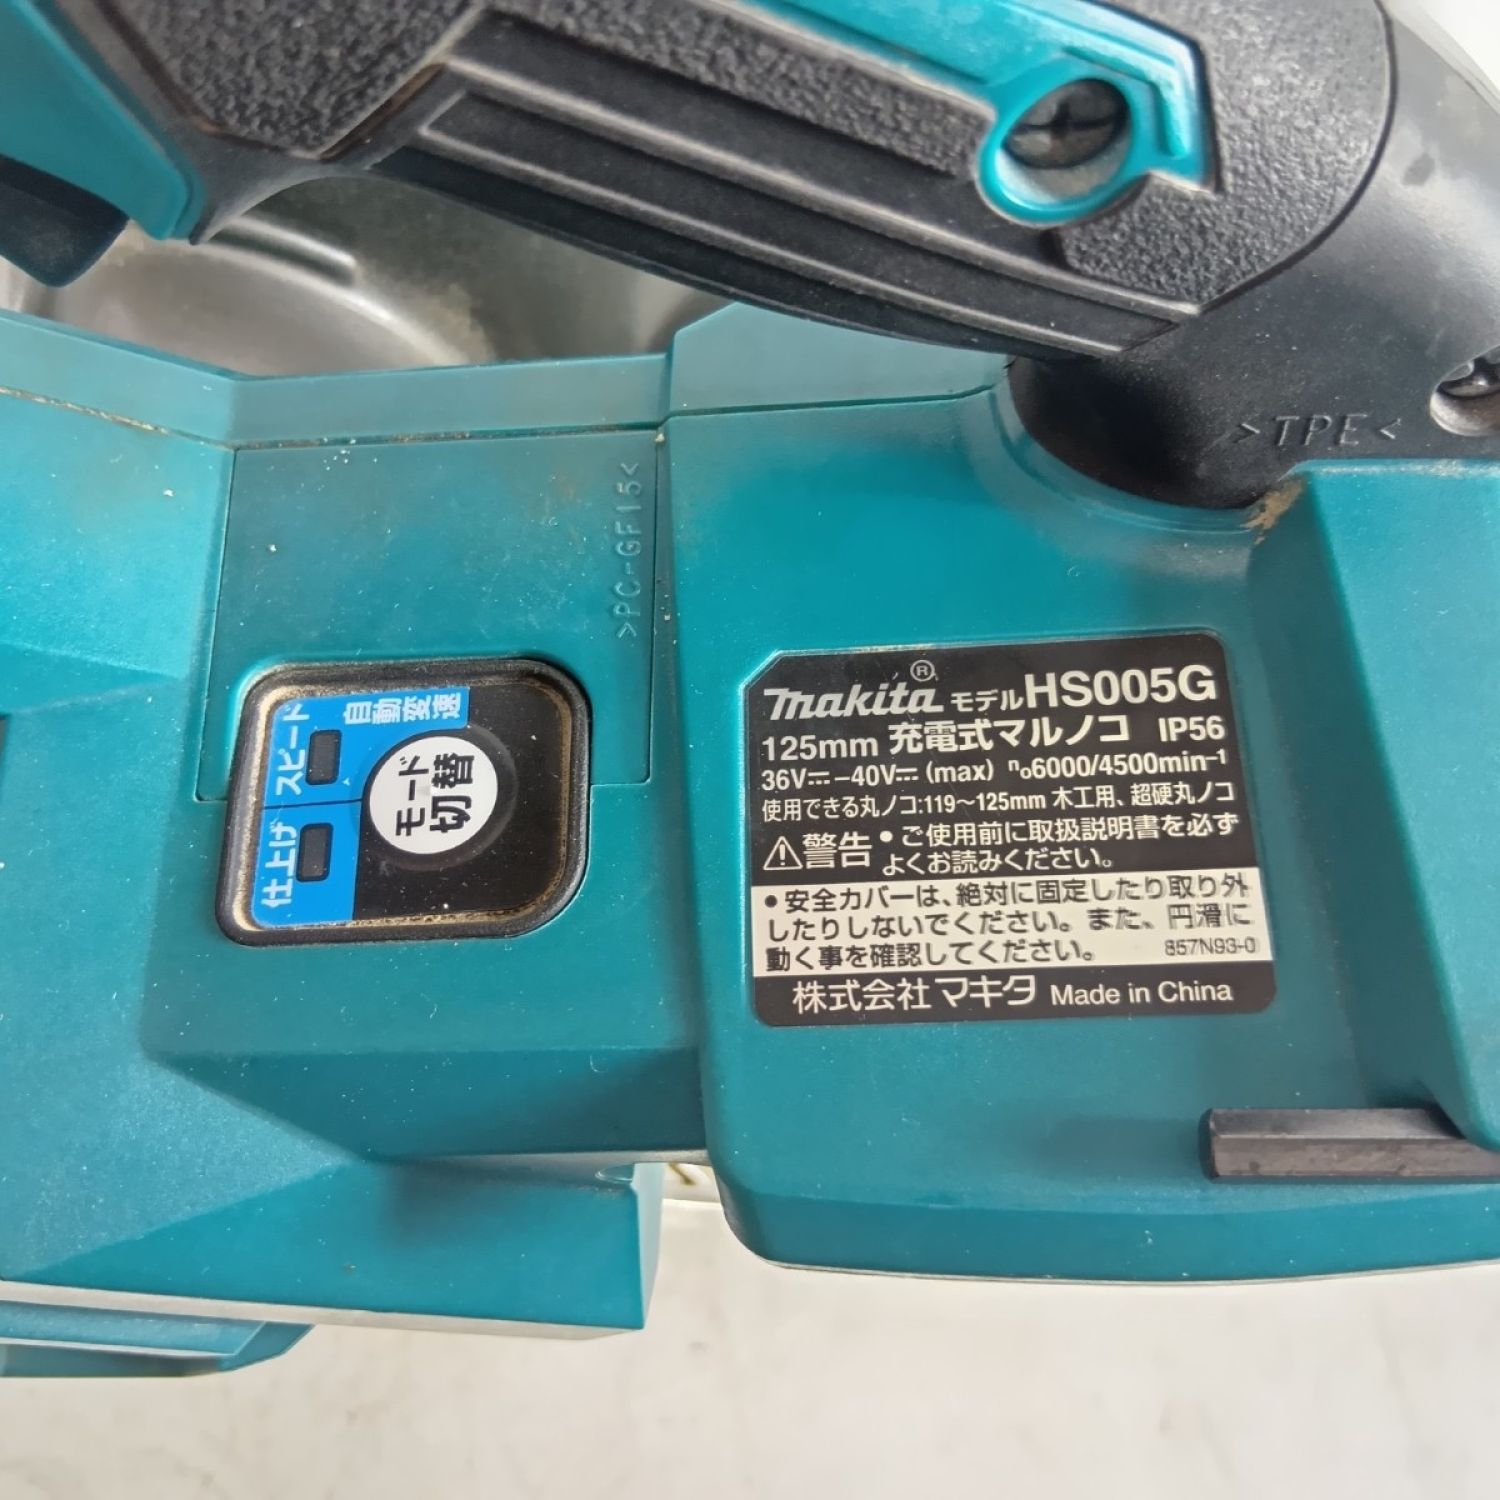 >TPE<
>PC-GF15<
自動変速
スピード
仕上げ
モード
切替
makita® モデルHS005G
125mm 充電式マルノコ IP56
36V⎓-40V⎓(max) n₀6000/4500min⁻¹
使用できる丸ノコ:119~125mm 木工用、超硬丸ノコ
⚠警告 •ご使用前に取扱説明書を必ず
よくお読みください。
•安全カバーは、絶対に固定したり取り外
したりしないでください。また、円滑に
動く事を確認してください。 857N93-0
株式会社マキタ Made in China